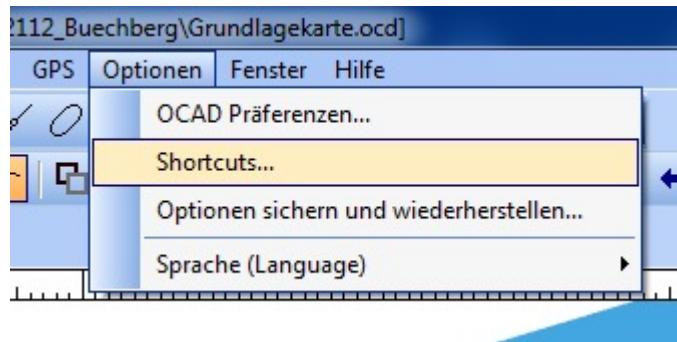 2112_Buechberg\Grundlagekarte.ocd]
GPS Optionen Fenster Hilfe
OCAD Präferenzen...
Shortcuts...
Optionen sichern und wiederherstellen...
Sprache (Language)